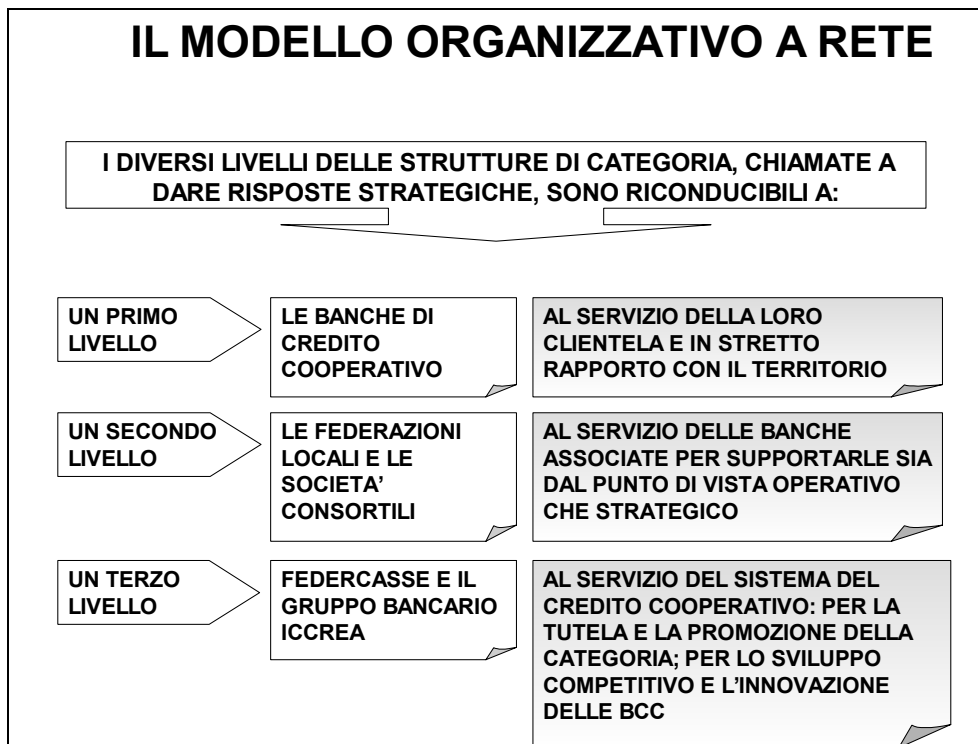 IL MODELLO ORGANIZZATIVO A RETE
I DIVERSI LIVELLI DELLE STRUTTURE DI CATEGORIA, CHIAMATE A
DARE RISPOSTE STRATEGICHE, SONO RICONDUCIBILI A:
UN PRIMO
LIVELLO
LE BANCHE DI
CREDITO
COOPERATIVO
AL SERVIZIO DELLA LORO
CLIENTELA E IN STRETTO
RAPPORTO CON IL TERRITORIO
UN SECONDO
LIVELLO
LE FEDERAZIONI
LOCALI E LE
SOCIETA’
CONSORTILI
AL SERVIZIO DELLE BANCHE
ASSOCIATE PER SUPPORTARLE SIA
DAL PUNTO DI VISTA OPERATIVO
CHE STRATEGICO
UN TERZO
LIVELLO
FEDERCASSE E IL
GRUPPO BANCARIO
ICCREA
AL SERVIZIO DEL SISTEMA DEL
CREDITO COOPERATIVO: PER LA
TUTELA E LA PROMOZIONE DELLA
CATEGORIA; PER LO SVILUPPO
COMPETITIVO E L’INNOVAZIONE
DELLE BCC